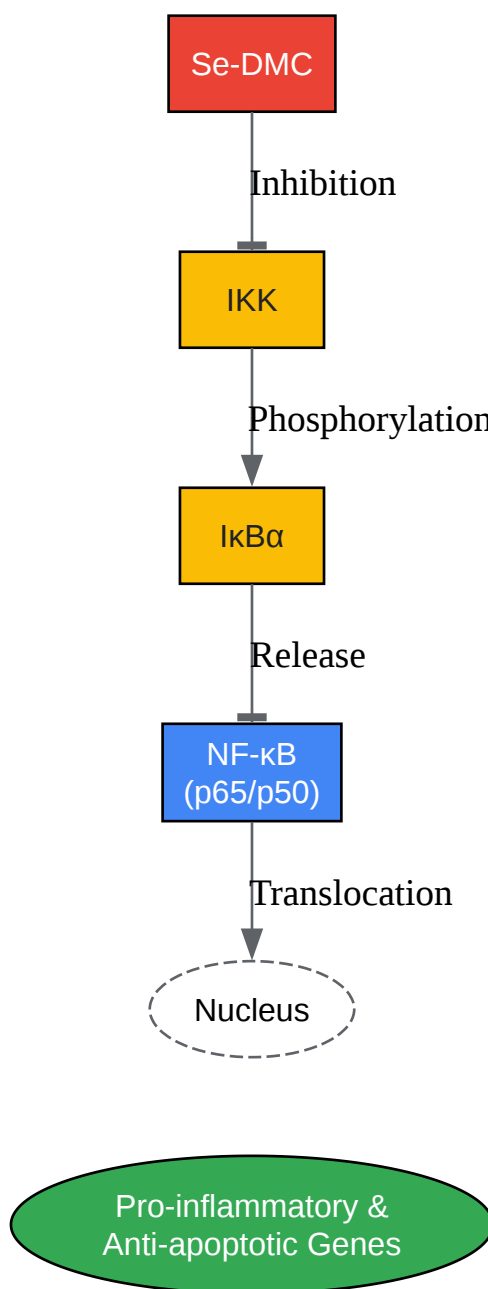 Se-DMC
Inhibition
IKK
Phosphorylation
IκBα
Release
NF-κB
(p65/p50)
Translocation
Nucleus
Pro-inflammatory &
Anti-apoptotic Genes